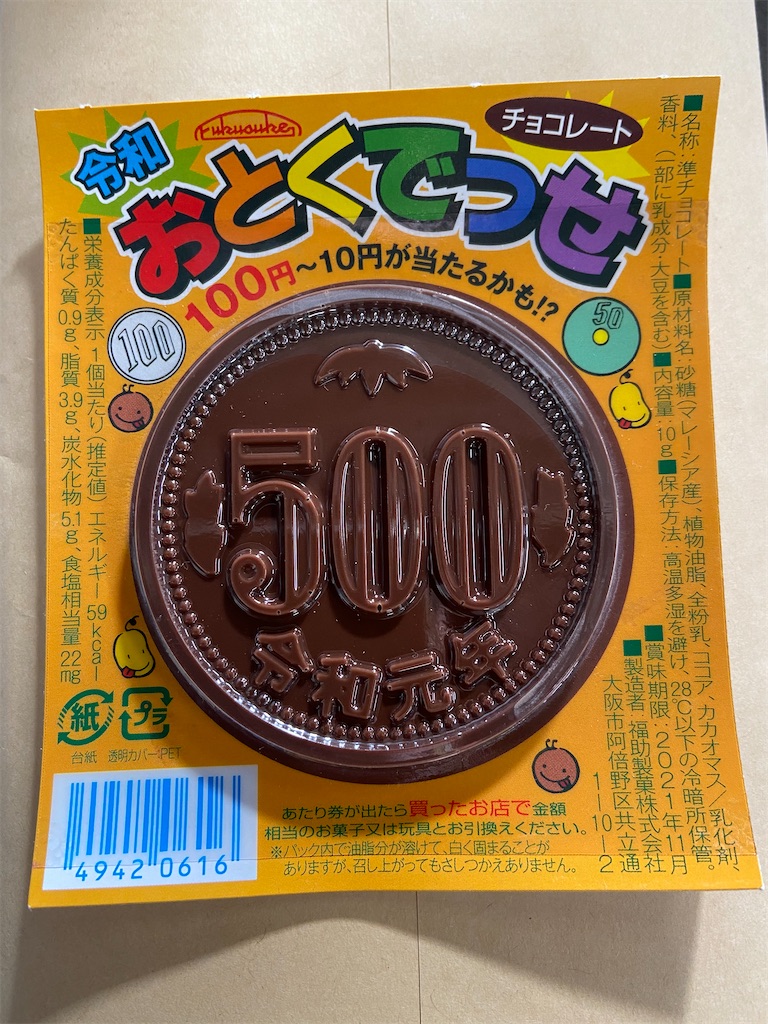 令和
Fukusuke
チョコレート
おとくでっせ
100円〜10円が当たるかも!?
100
50
500
令和元年
■名称：準チョコレート■原材料名：砂糖(マレーシア産)、植物油脂、全粉乳、ココア、カカオマス／乳化剤、
香料、(一部に乳成分・大豆を含む)■内容量：10g■保存方法：高温多湿を避け、28℃以下の冷暗所保管。
■賞味期限：2021年11月
■製造者：福助製菓株式会社
大阪市阿倍野区共立通
1-10-2
■栄養成分表示 1個当たり(推定値) エネルギー59kcal
たんぱく質0.9g、脂質3.9g、炭水化物5.1g、食塩相当量22mg
紙 プラ
台紙 透明カバー:PET
4942 0616
あたり券が出たら買ったお店で金額
相当のお菓子又は玩具とお引換えください。
※パック内で油脂分が溶けて、白く固まることが
ありますが、召し上がってもさしつかえありません。